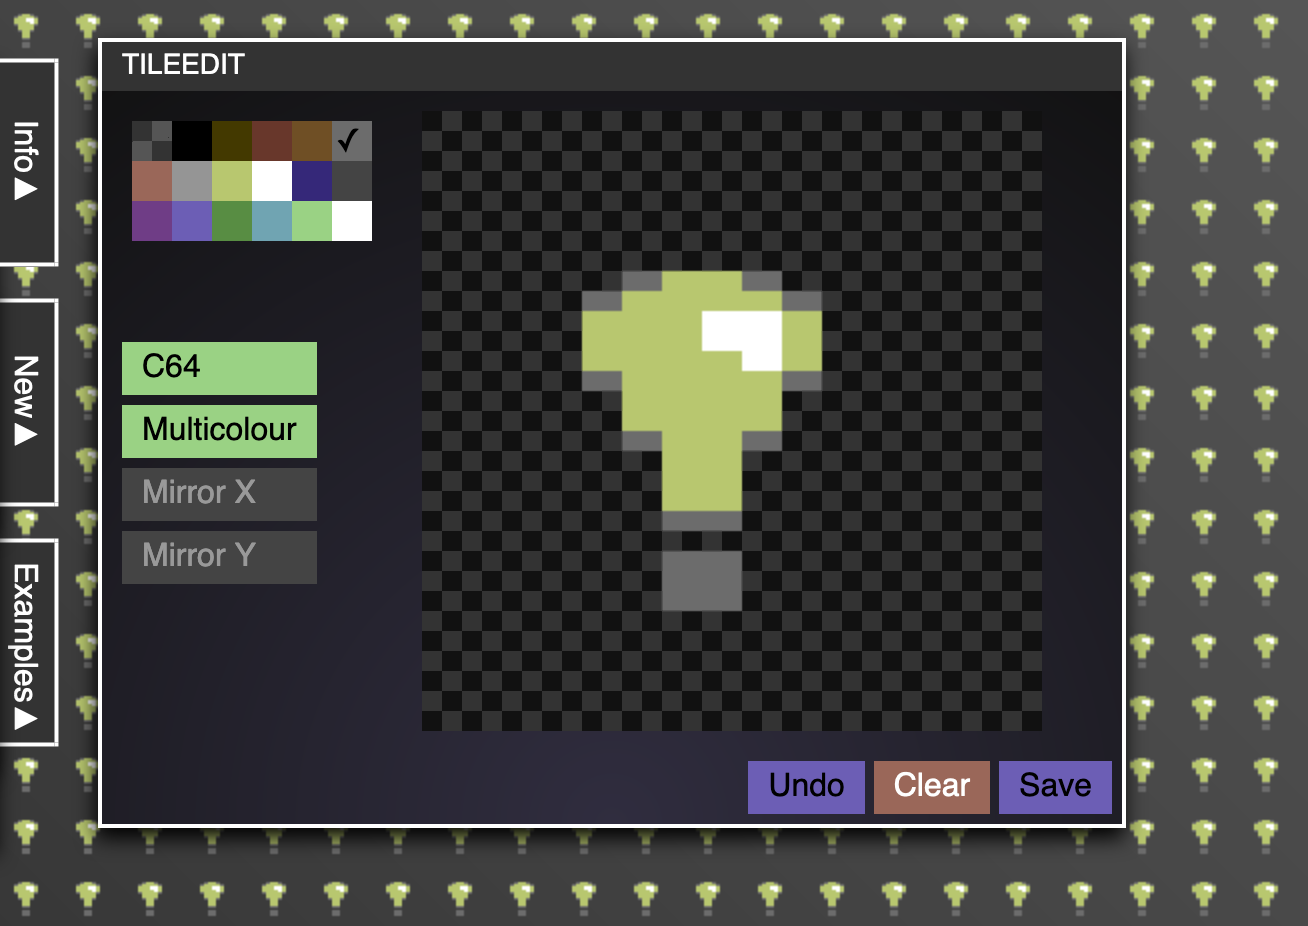 TILEEDIT
Info▲
New▲
Examples▲
✓
C64
Multicolour
Mirror X
Mirror Y
Undo
Clear
Save